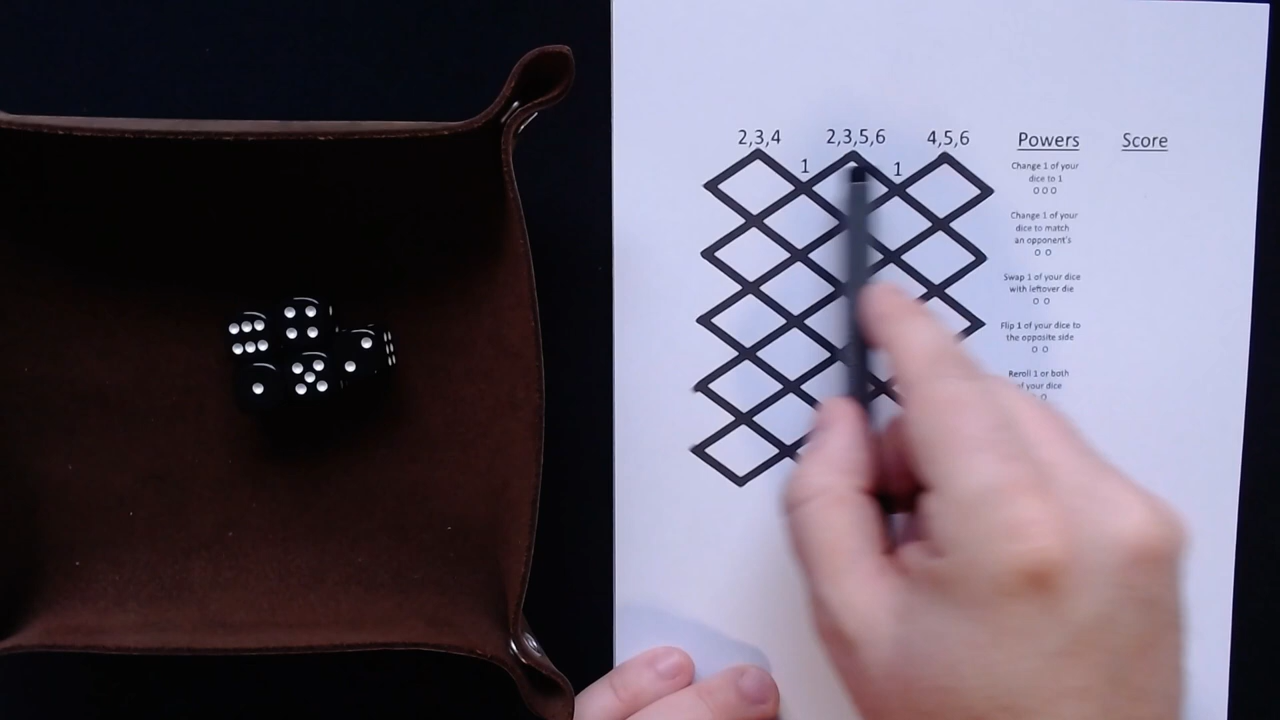 2,3,4 2,3,5,6 4,5,6 Powers Score
1 1
Change 1 of your
dice to 1
O O O
Change 1 of your
dice to match
an opponent's
O O
Swap 1 of your dice
with leftover die
O O
Flip 1 of your dice to
the opposite side
O O
Reroll 1 or both
of your dice
O